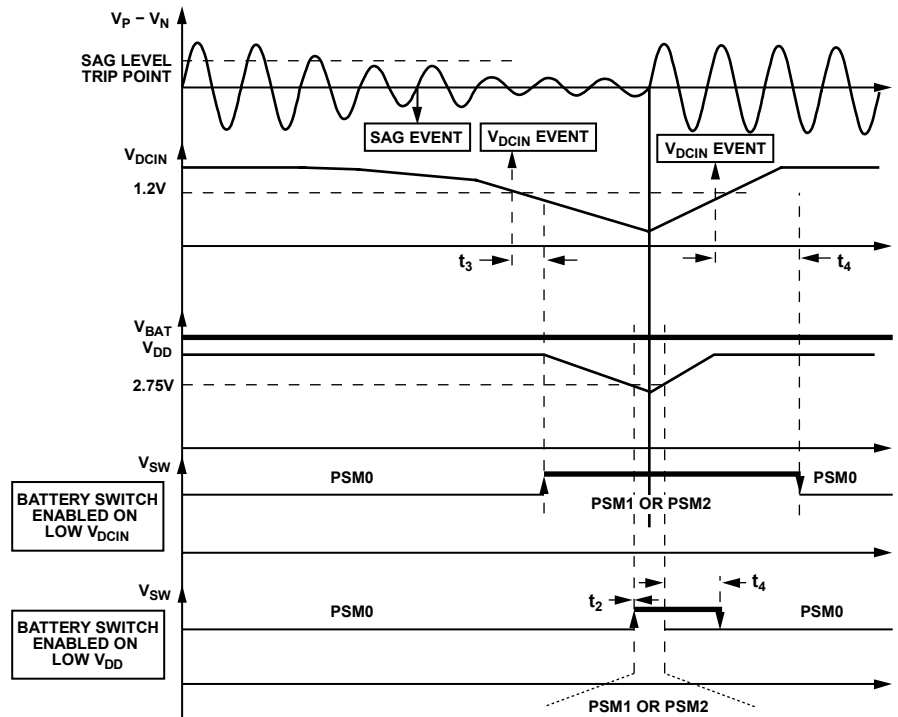 V_P – V_N
SAG LEVEL
TRIP POINT
SAG EVENT
V_DCIN EVENT
V_DCIN EVENT
V_DCIN
1.2V
t_3
t_4
V_BAT
V_DD
2.75V
V_SW
PSM0
PSM0
BATTERY SWITCH
ENABLED ON
LOW V_DCIN
PSM1 OR PSM2
V_SW
t_4
t_2
PSM0
PSM0
BATTERY SWITCH
ENABLED ON
LOW V_DD
PSM1 OR PSM2